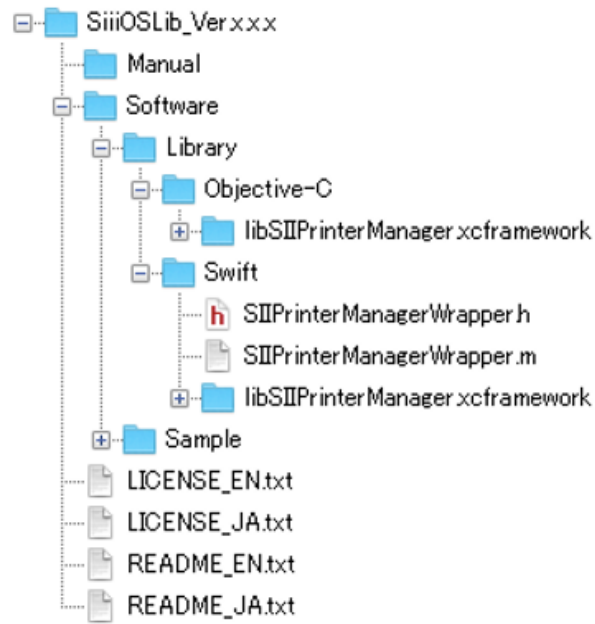 SiiiOSLib_Ver.x.x.x
Manual
Software
Library
Objective-C
libSIIPrinterManager.xcframework
Swift
SIIPrinterManagerWrapper.h
SIIPrinterManagerWrapper.m
libSIIPrinterManager.xcframework
Sample
LICENSE_EN.txt
LICENSE_JA.txt
README_EN.txt
README_JA.txt